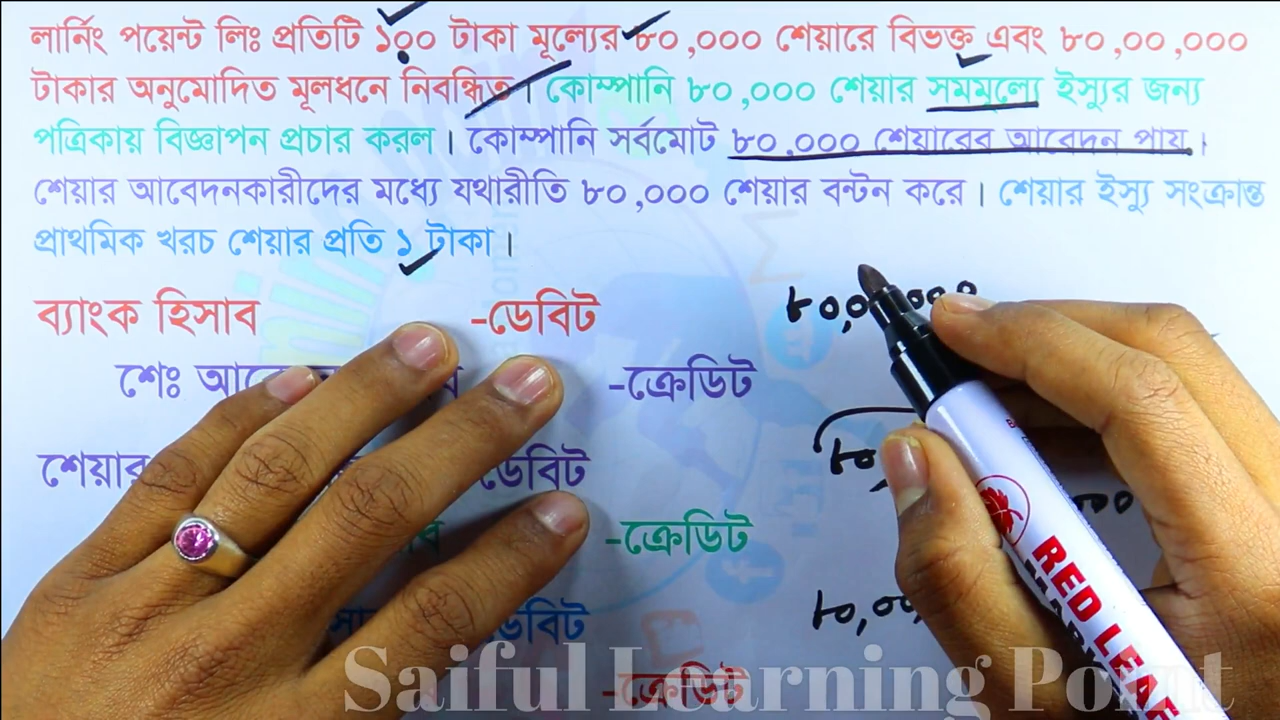 লার্নিং পয়েন্ট লিঃ প্রতিটি ১০০ টাকা মূল্যের ৮০,০০০ শেয়ারে বিভক্ত এবং ৮০,০০,০০০
টাকার অনুমোদিত মূলধনে নিবন্ধিত। কোম্পানি ৮০,০০০ শেয়ার সমমূল্যে ইস্যুর জন্য
পত্রিকায় বিজ্ঞাপন প্রচার করল। কোম্পানি সর্বমোট ৮০,০০০ শেয়ারের আবেদন পায়।
শেয়ার আবেদনকারীদের মধ্যে যথারীতি ৮০,০০০ শেয়ার বন্টন করে। শেয়ার ইস্যু সংক্রান্ত
প্রাথমিক খরচ শেয়ার প্রতি ১ টাকা।
ব্যাংক হিসাব -ডেবিট
শেঃ -ক্রেডিট
শেয়ার ডেবিট
-ক্রেডিট
ডেবিট
-ক্রেডিট
RED LEAF
Saiful Learning Point